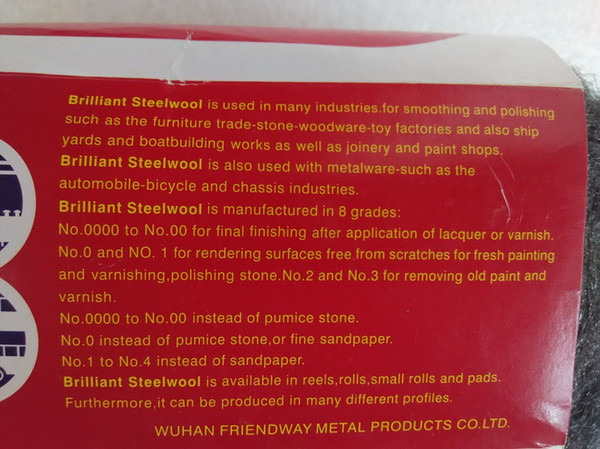 Brilliant Steelwool is used in many industries.for smoothing and polishing
such as the furniture trade-stone-woodware-toy factories and also ship
yards and boatbuilding works as well as joinery and paint shops.
Brilliant Steelwool is also used with metalware-such as the
automobile-bicycle and chassis industries.
Brilliant Steelwool is manufactured in 8 grades:
No.0000 to No.00 for final finishing after application of lacquer or varnish.
No.0 and NO. 1 for rendering surfaces free from scratches for fresh painting
and varnishing,polishing stone.No.2 and No.3 for removing old paint and
varnish.
No.0000 to No.00 instead of pumice stone.
No.0 instead of pumice stone,or fine sandpaper.
No.1 to No.4 instead of sandpaper.
Brilliant Steelwool is available in reels,rolls,small rolls and pads.
Furthermore,it can be produced in many different profiles.
WUHAN FRIENDWAY METAL PRODUCTS CO.LTD.